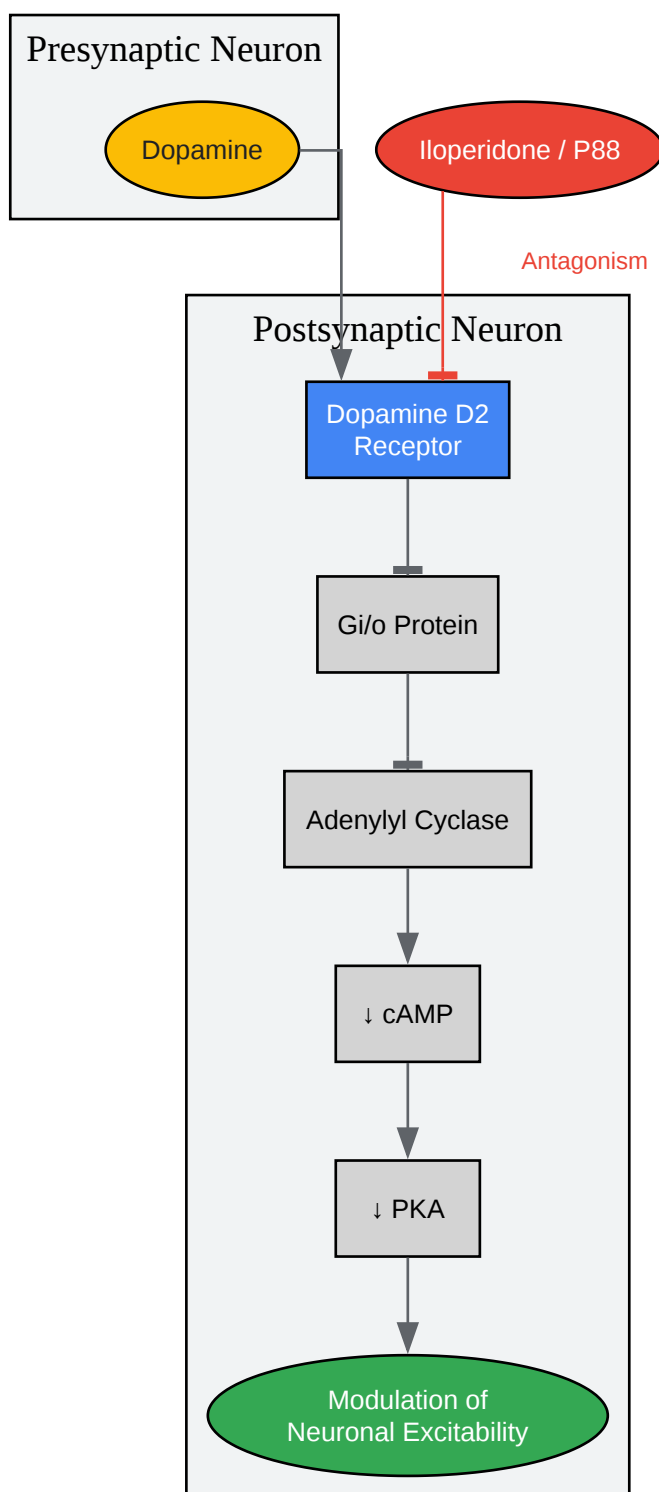 Presynaptic Neuron
Dopamine
Iloperidone / P88
Antagonism
Postsynaptic Neuron
Dopamine D2
Receptor
Gi/o Protein
Adenylyl Cyclase
↓ cAMP
↓ PKA
Modulation of
Neuronal Excitability